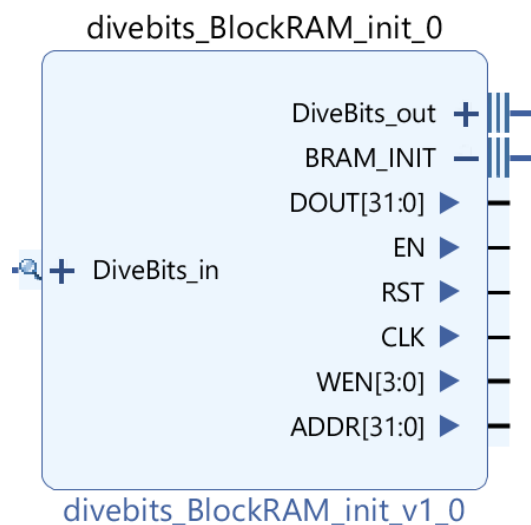 divebits_BlockRAM_init_0
DiveBits_out
BRAM_INIT
DOUT[31:0]
EN
DiveBits_in
RST
CLK
WEN[3:0]
ADDR[31:0]
divebits_BlockRAM_init_v1_0